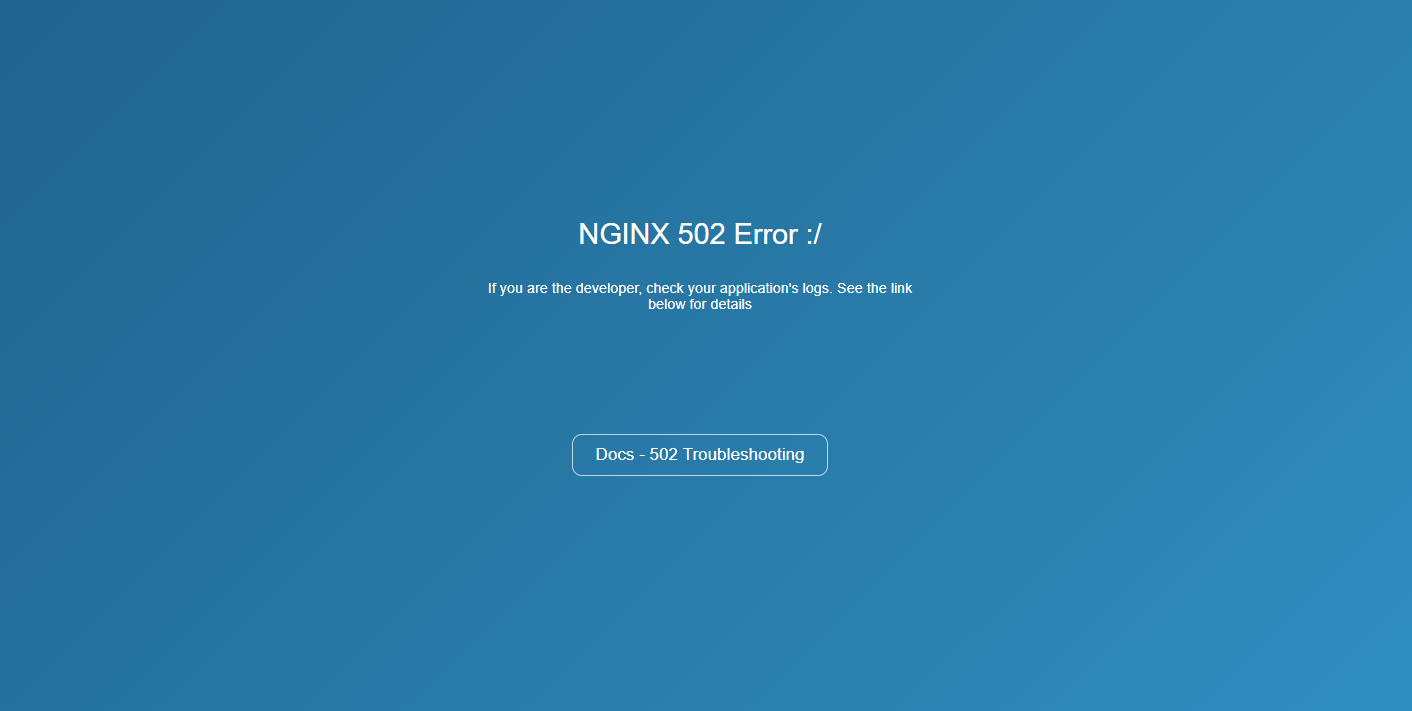 NGINX 502 Error :/
If you are the developer, check your application's logs. See the link
below for details
Docs - 502 Troubleshooting